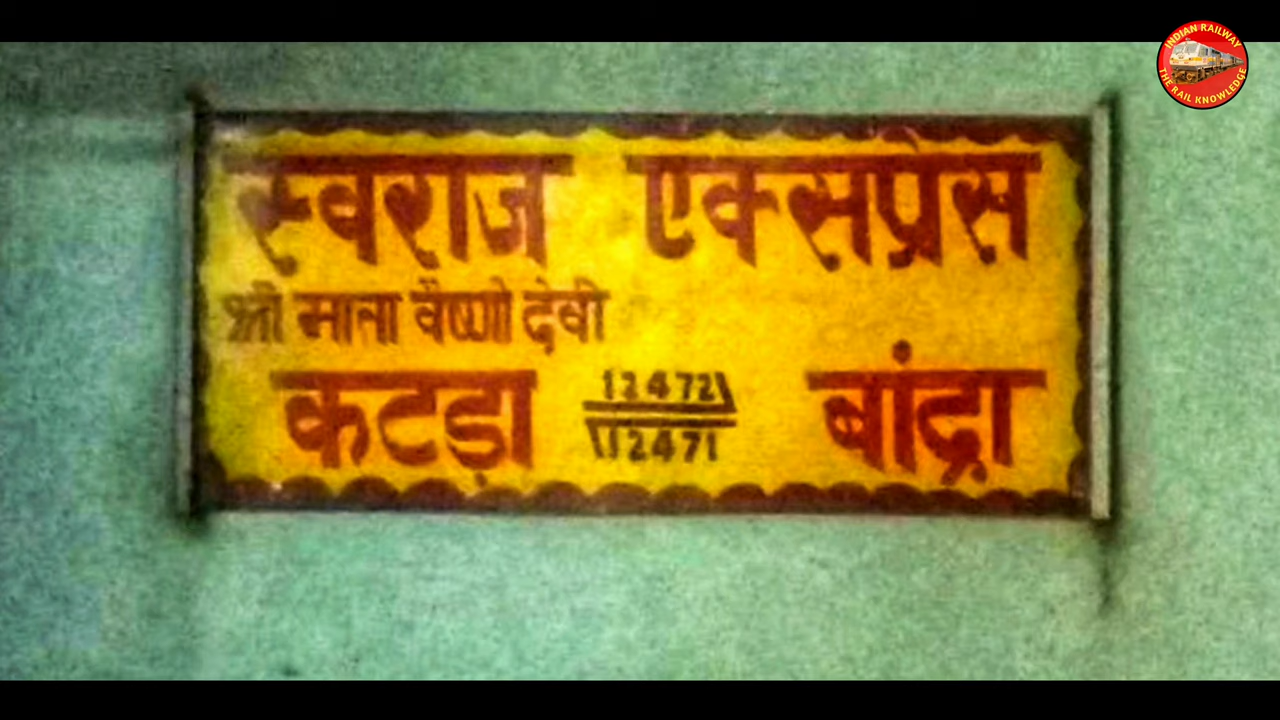 INDIAN RAILWAY
THE RAIL KNOWLEDGE
स्वराज एक्सप्रेस
श्री माता वैष्णो देवी
कटड़ा 12472 बांद्रा
12471